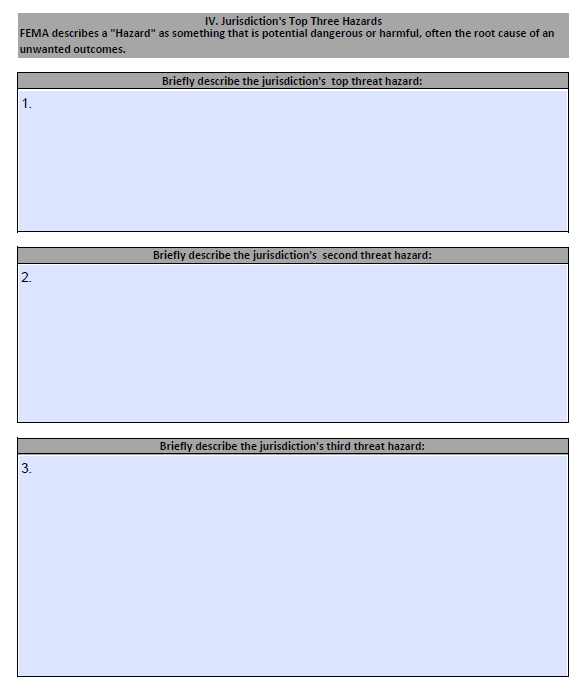 IV. Jurisdiction's Top Three Hazards
FEMA describes a "Hazard" as something that is potential dangerous or harmful, often the root cause of an
unwanted outcomes.
Briefly describe the jurisdiction's  top threat hazard:
1.
Briefly describe the jurisdiction's  second threat hazard:
2.
Briefly describe the jurisdiction's third threat hazard:
3.